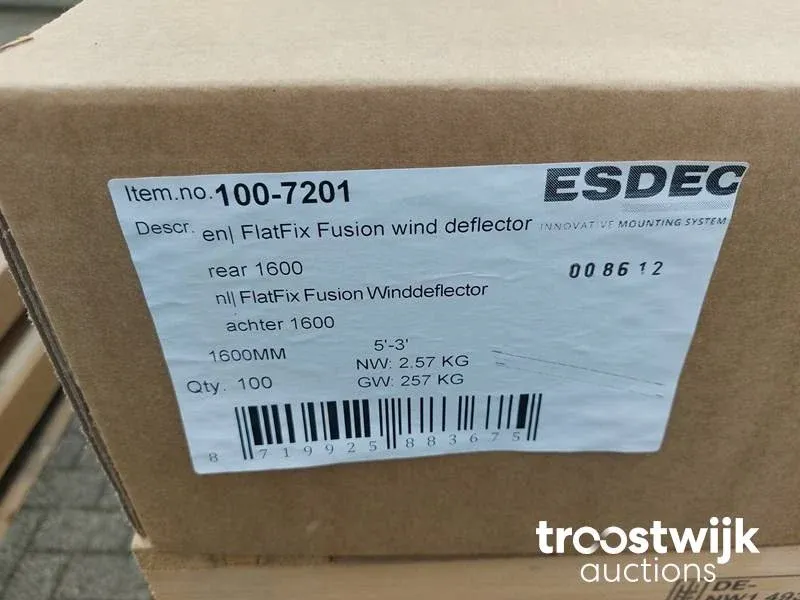 Item.no. 100-7201
ESDEC
INNOVATIVE MOUNTING SYSTEM
Descr. en| FlatFix Fusion wind deflector
rear 1600
008612
nl| FlatFix Fusion Winddeflector
achter 1600
1600MM 5'-3'
NW: 2.57 KG
Qty. 100 GW: 257 KG
8 719925 883675
troostwijk
auctions
DE-